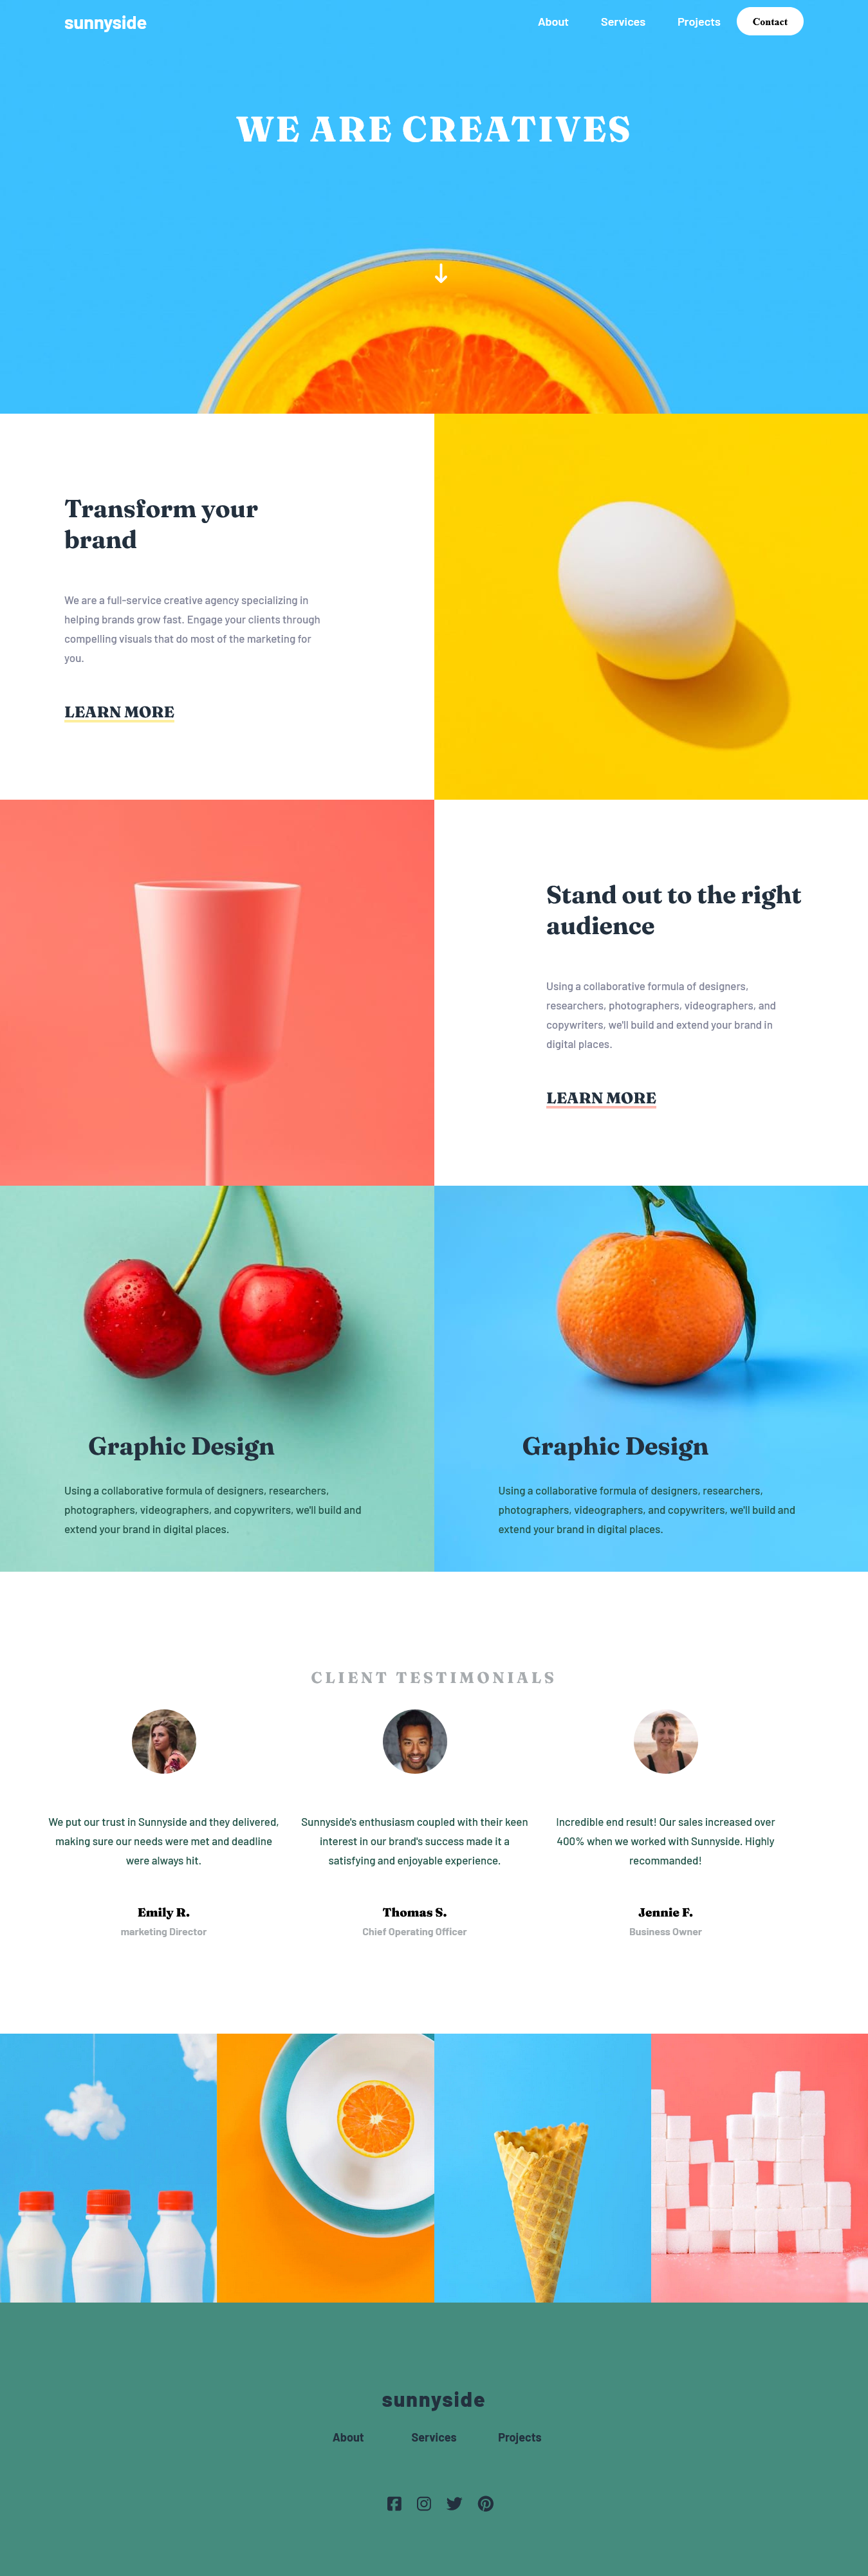 sunnyside
About Services Projects Contact
WE ARE CREATIVES
Transform your
brand
We are a full-service creative agency specializing in
helping brands grow fast. Engage your clients through
compelling visuals that do most of the marketing for
you.
LEARN MORE
Stand out to the right
audience
Using a collaborative formula of designers,
researchers, photographers, videographers, and
copywriters, we'll build and extend your brand in
digital places.
LEARN MORE
Graphic Design
Using a collaborative formula of designers, researchers,
photographers, videographers, and copywriters, we'll build and
extend your brand in digital places.
Graphic Design
Using a collaborative formula of designers, researchers,
photographers, videographers, and copywriters, we'll build and
extend your brand in digital places.
CLIENT TESTIMONIALS
We put our trust in Sunnyside and they delivered,
making sure our needs were met and deadline
were always hit.
Emily R.
marketing Director
Sunnyside's enthusiasm coupled with their keen
interest in our brand's success made it a
satisfying and enjoyable experience.
Thomas S.
Chief Operating Officer
Incredible end result! Our sales increased over
400% when we worked with Sunnyside. Highly
recommanded!
Jennie F.
Business Owner
sunnyside
About Services Projects